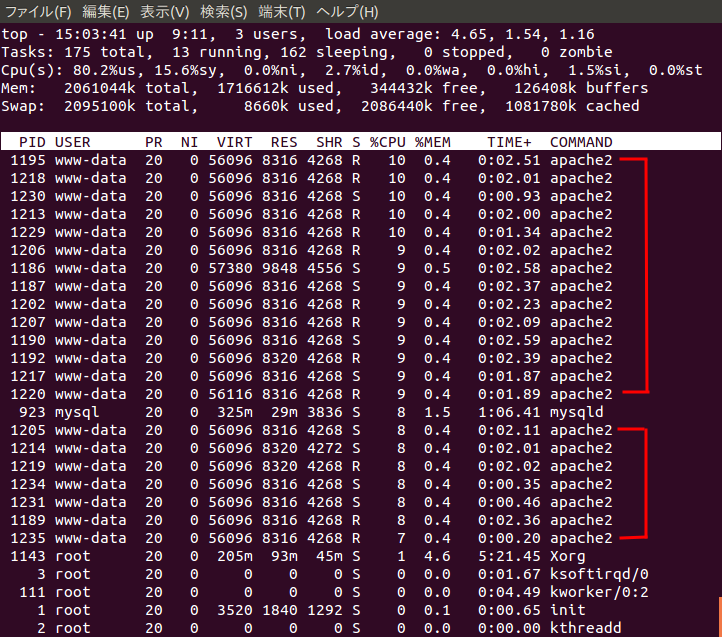 ファイル(F) 編集(E) 表示(V) 検索(S) 端末(T) ヘルプ(H)
top - 15:03:41 up  9:11,  3 users,  load average: 4.65, 1.54, 1.16
Tasks: 175 total,  13 running, 162 sleeping,   0 stopped,   0 zombie
Cpu(s): 80.2%us, 15.6%sy,  0.0%ni,  2.7%id,  0.0%wa,  0.0%hi,  1.5%si,  0.0%st
Mem:   2061044k total,  1716612k used,   344432k free,   126408k buffers
Swap:  2095100k total,     8660k used,  2086440k free,  1081780k cached
  PID USER      PR  NI  VIRT  RES  SHR S %CPU %MEM    TIME+  COMMAND
 1195 www-data  20   0 56096 8316 4268 R   10  0.4   0:02.51 apache2
 1218 www-data  20   0 56096 8316 4268 R   10  0.4   0:02.01 apache2
 1230 www-data  20   0 56096 8316 4268 S   10  0.4   0:00.93 apache2
 1213 www-data  20   0 56096 8316 4268 R   10  0.4   0:02.00 apache2
 1229 www-data  20   0 56096 8316 4268 R   10  0.4   0:01.34 apache2
 1206 www-data  20   0 56096 8316 4268 R    9  0.4   0:02.02 apache2
 1186 www-data  20   0 57380 9848 4556 S    9  0.5   0:02.58 apache2
 1187 www-data  20   0 56096 8316 4268 S    9  0.4   0:02.37 apache2
 1202 www-data  20   0 56096 8316 4268 R    9  0.4   0:02.23 apache2
 1207 www-data  20   0 56096 8316 4268 R    9  0.4   0:02.09 apache2
 1190 www-data  20   0 56096 8316 4268 S    9  0.4   0:02.59 apache2
 1192 www-data  20   0 56096 8320 4268 R    9  0.4   0:02.39 apache2
 1217 www-data  20   0 56096 8316 4268 S    9  0.4   0:01.87 apache2
 1220 www-data  20   0 56116 8316 4268 R    9  0.4   0:01.89 apache2
  923 mysql     20   0  325m  29m 3836 S    8  1.5   1:06.41 mysqld
 1205 www-data  20   0 56096 8316 4268 S    8  0.4   0:02.11 apache2
 1214 www-data  20   0 56096 8320 4272 S    8  0.4   0:02.01 apache2
 1219 www-data  20   0 56096 8320 4268 R    8  0.4   0:02.02 apache2
 1234 www-data  20   0 56096 8316 4268 S    8  0.4   0:00.35 apache2
 1231 www-data  20   0 56096 8316 4268 S    8  0.4   0:00.46 apache2
 1189 www-data  20   0 56096 8316 4268 R    8  0.4   0:02.36 apache2
 1235 www-data  20   0 56096 8316 4268 R    7  0.4   0:00.20 apache2
 1143 root      20   0  205m  93m  45m S    1  4.6   5:21.45 Xorg
    3 root      20   0     0    0    0 S    0  0.0   0:01.67 ksoftirqd/0
  111 root      20   0     0    0    0 S    0  0.0   0:04.49 kworker/0:2
    1 root      20   0  3520 1840 1292 S    0  0.1   0:00.65 init
    2 root      20   0     0    0    0 S    0  0.0   0:00.00 kthreadd